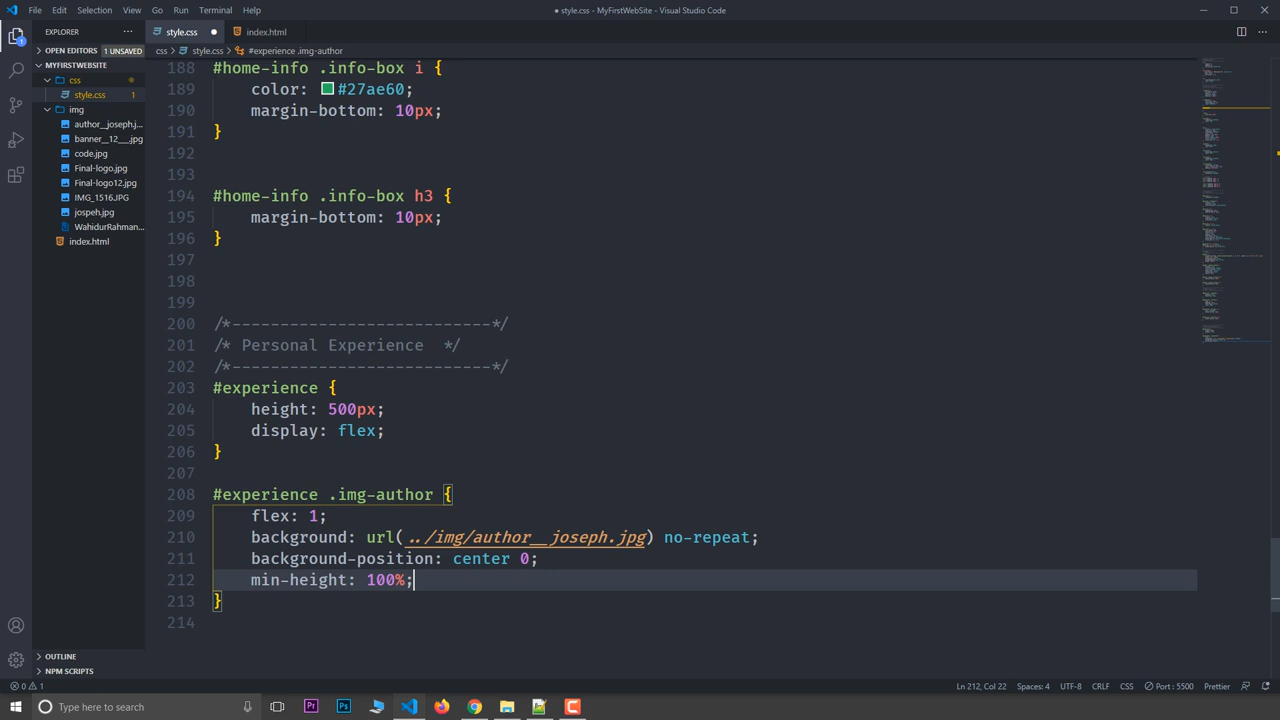 File Edit Selection View Go Run Terminal Help
● style.css - MyFirstWebSite - Visual Studio Code
EXPLORER
style.css
index.html
OPEN EDITORS 1 UNSAVED
css > style.css > #experience .img-author
MYFIRSTWEBSITE
css
style.css 1
img
author__joseph.j...
banner__12___.jpg
code.jpg
Final-logo.jpg
Final-logo12.jpg
IMG_1516.JPG
jospeh.jpg
WahidurRahman...
index.html
OUTLINE
NPM SCRIPTS
188 #home-info .info-box i {
189 color: #27ae60;
190 margin-bottom: 10px;
191 }
192
193
194 #home-info .info-box h3 {
195 margin-bottom: 10px;
196 }
197
198
199
200 /*---------------------------*/
201 /* Personal Experience  */
202 /*---------------------------*/
203 #experience {
204 height: 500px;
205 display: flex;
206 }
207
208 #experience .img-author {
209 flex: 1;
210 background: url(../img/author__joseph.jpg) no-repeat;
211 background-position: center 0;
212 min-height: 100%;
213 }
214
0 1
Ln 212, Col 22 Spaces: 4 UTF-8 CRLF CSS Port : 5500 Prettier
Type here to search